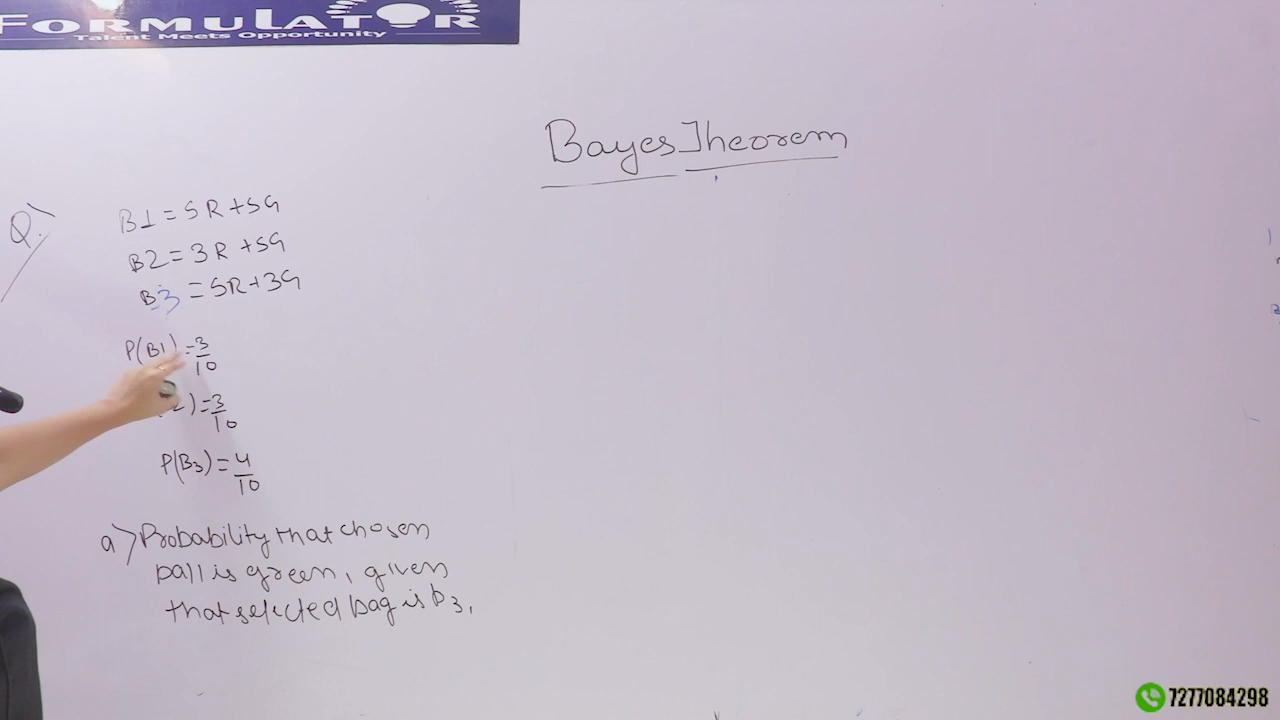 FORMULATOR
Talent Meets Opportunity
Bayes Theorem
Q.
B1 = 5R + 5G
B2 = 3R + 5G
B3 = 5R + 3G
P(B1) = 3/10
2) = 3/10
P(B3) = 4/10
a> Probability that chosen
ball is green, given
that selected bag is B3,
7277084298